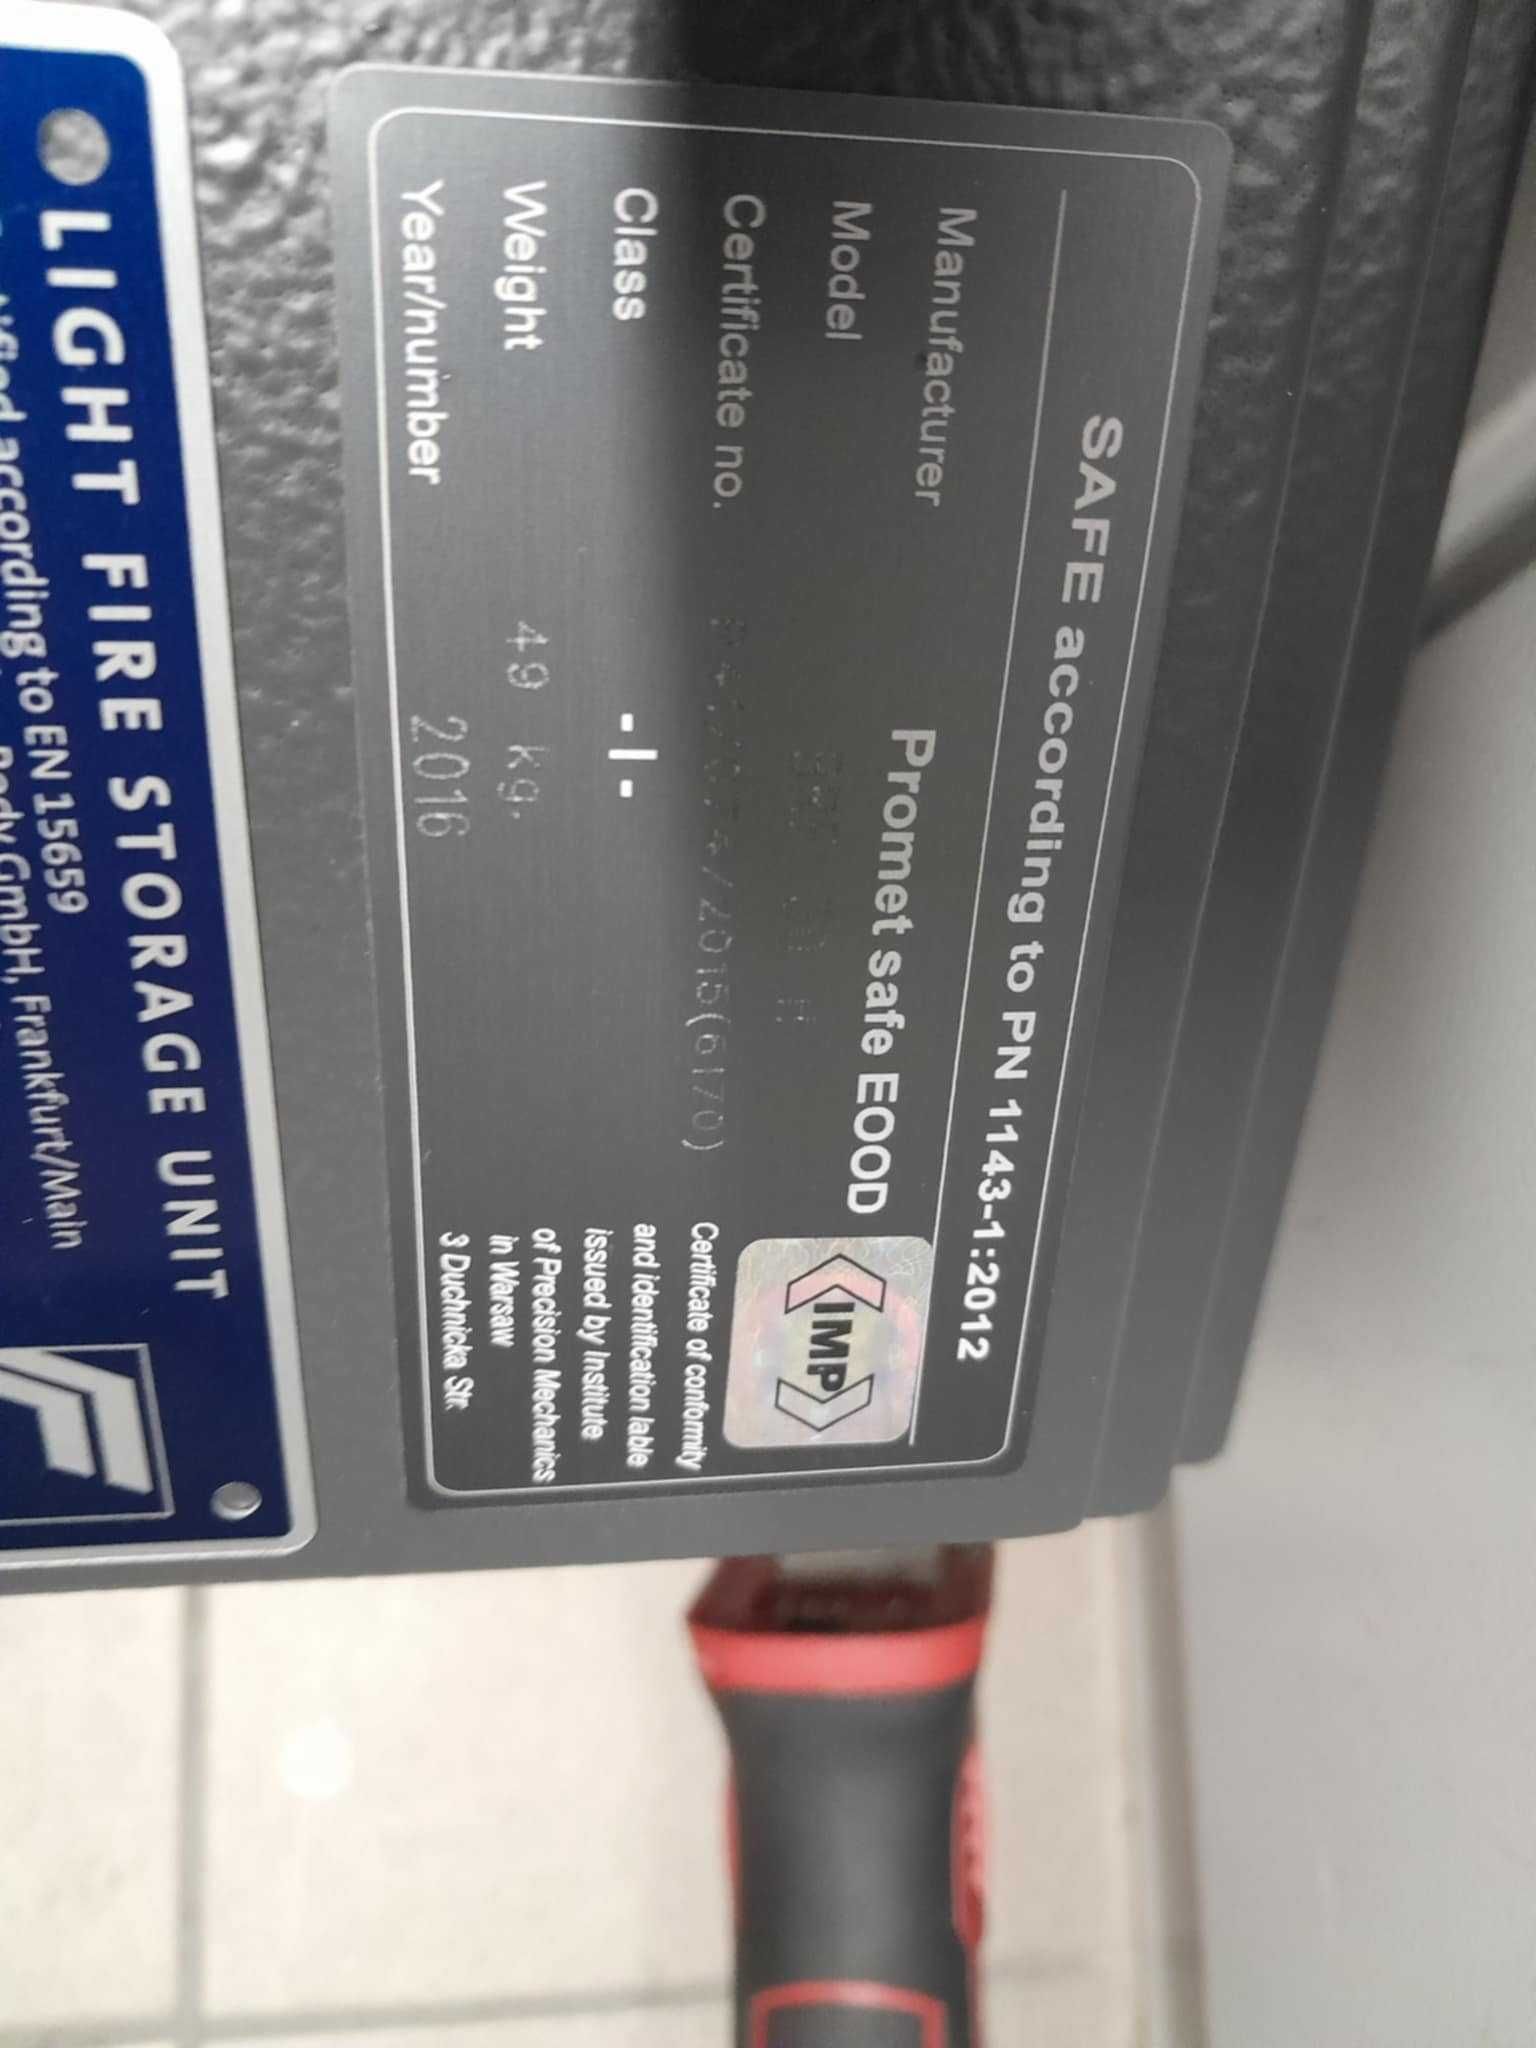 SAFE according to PN 1143-1:2012
Manufacturer Promet safe EOOD
Model
Certificate no. /2015(6170)
Class -I-
Weight 49 kg.
Year/number 2016
IMP
Certificate of conformity
and identification lable
issued by Institute
of Precision Mechanics
in Warsaw
3 Duchnicka Str.
LIGHT FIRE STORAGE UNIT
according to EN 15659
Body GmbH, Frankfurt/Main